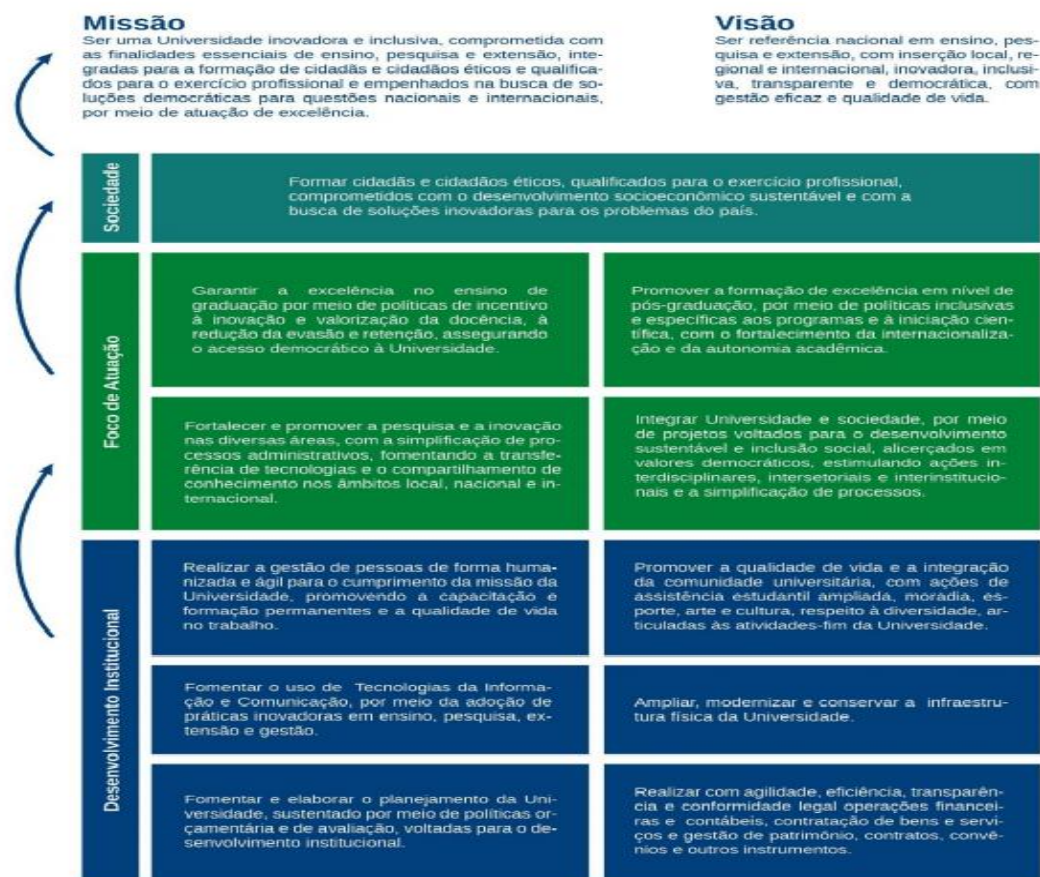 Missão
Ser uma Universidade inovadora e inclusiva, comprometida com
as finalidades essenciais de ensino, pesquisa e extensão, inte-
gradas para a formação de cidadãs e cidadãos éticos e qualifica-
dos para o exercício profissional e empenhados na busca de so-
luções democráticas para questões nacionais e internacionais,
por meio de atuação de excelência.
Visão
Ser referência nacional em ensino, pes-
quisa e extensão, com inserção local, re-
gional e internacional, inovadora, inclusi-
va, transparente e democrática, com
gestão eficaz e qualidade de vida.
Sociedade
Formar cidadãs e cidadãos éticos, qualificados para o exercício profissional,
comprometidos com o desenvolvimento socioeconômico sustentável e com a
busca de soluções inovadoras para os problemas do país.
Foco de Atuação
Garantir a excelência no ensino de
graduação por meio de políticas de incentivo
à inovação e valorização da docência, à
redução da evasão e retenção, assegurando
o acesso democrático à Universidade.
Promover a formação de excelência em nível de
pós-graduação, por meio de políticas inclusivas
e específicas aos programas e à iniciação cien-
tífica, com o fortalecimento da internacionaliza-
ção e da autonomia acadêmica.
Fortalecer e promover a pesquisa e a inovação
nas diversas áreas, com a simplificação de pro-
cessos administrativos, fomentando a transfe-
rência de tecnologias e o compartilhamento de
conhecimento nos âmbitos local, nacional e in-
ternacional.
Integrar Universidade e sociedade, por meio
de projetos voltados para o desenvolvimento
sustentável e inclusão social, alicerçados em
valores democráticos, estimulando ações in-
terdisciplinares, intersetoriais e interinstitucio-
nais e a simplificação de processos.
Desenvolvimento Institucional
Realizar a gestão de pessoas de forma huma-
nizada e ágil para o cumprimento da missão da
Universidade, promovendo a capacitação e
formação permanentes e a qualidade de vida
no trabalho.
Promover a qualidade de vida e a integração
da comunidade universitária, com ações de
assistência estudantil ampliada, moradia, es-
porte, arte e cultura, respeito à diversidade, ar-
ticuladas às atividades-fim da Universidade.
Fomentar o uso de Tecnologias da Informa-
ção e Comunicação, por meio da adoção de
práticas inovadoras em ensino, pesquisa, ex-
tensão e gestão.
Ampliar, modernizar e conservar a infraestru-
tura física da Universidade.
Fomentar e elaborar o planejamento da Uni-
versidade, sustentado por meio de políticas or-
çamentária e de avaliação, voltadas para o de-
senvolvimento institucional.
Realizar com agilidade, eficiência, transparên-
cia e conformidade legal operações financei-
ras e contábeis, contratação de bens e servi-
ços e gestão de patrimônio, contratos, convê-
nios e outros instrumentos.